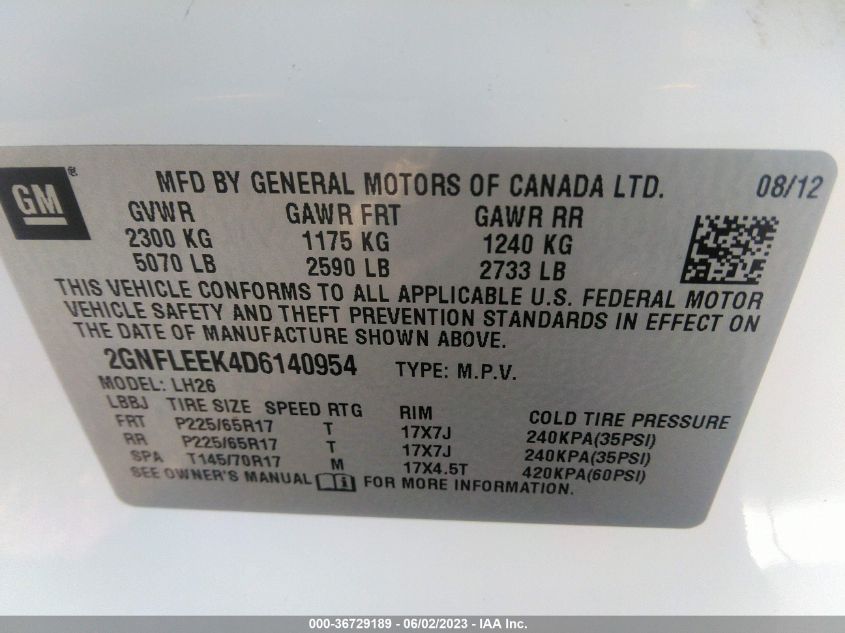 GM ® MFD BY GENERAL MOTORS OF CANADA LTD. 08/12
GVWR GAWR FRT GAWR RR
2300 KG 1175 KG 1240 KG
5070 LB 2590 LB 2733 LB
THIS VEHICLE CONFORMS TO ALL APPLICABLE U.S. FEDERAL MOTOR
VEHICLE SAFETY AND THEFT PREVENTION STANDARDS IN EFFECT ON
THE DATE OF MANUFACTURE SHOWN ABOVE.
2GNFLEEK4D6140954 TYPE: M.P.V.
MODEL: LH26
LBBJ TIRE SIZE SPEED RTG RIM COLD TIRE PRESSURE
FRT P225/65R17 T 17X7J 240KPA(35PSI)
RR P225/65R17 T 17X7J 240KPA(35PSI)
SPA T145/70R17 M 17X4.5T 420KPA(60PSI)
SEE OWNER'S MANUAL i FOR MORE INFORMATION.
000-36729189 - 06/02/2023 - IAA Inc.